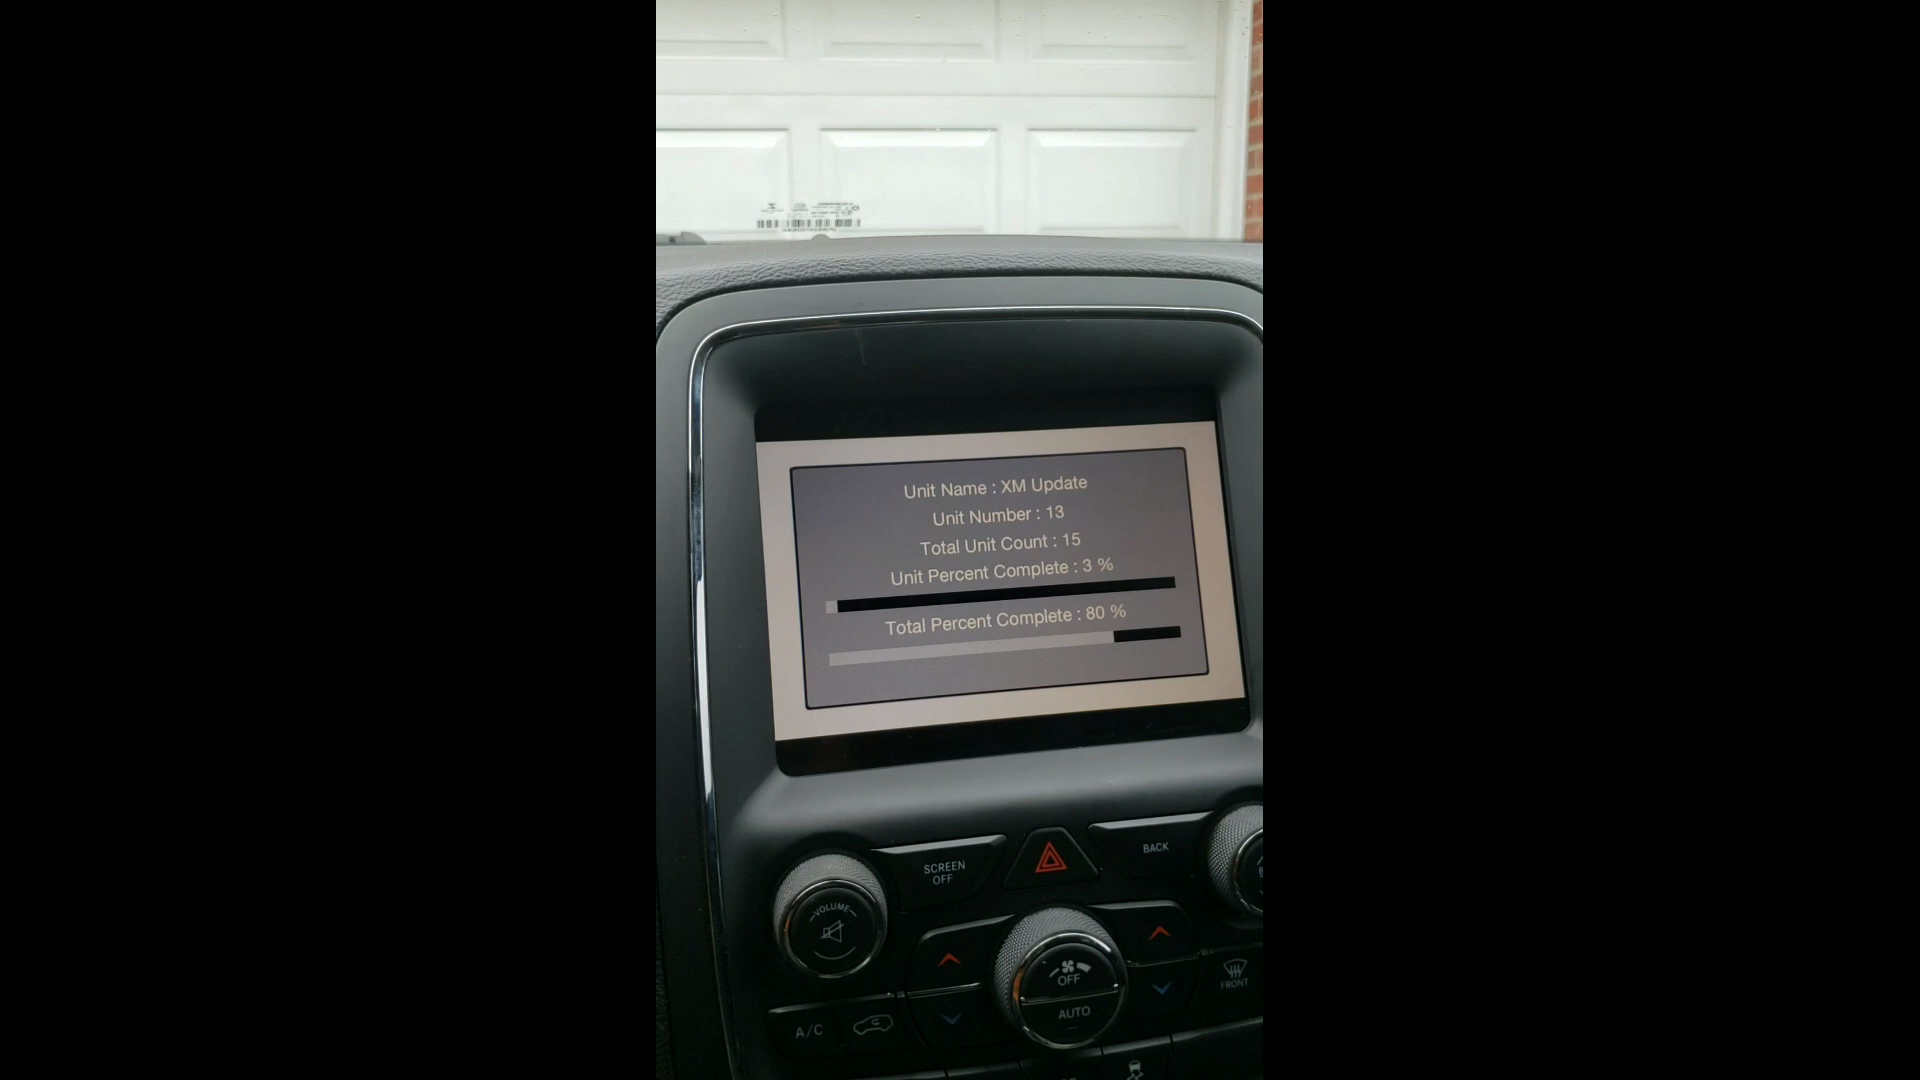 Unit Name : XM Update
Unit Number : 13
Total Unit Count : 15
Unit Percent Complete : 3 %
Total Percent Complete : 80 %
SCREEN
OFF
BACK
VOLUME
OFF
AUTO
FRONT
A/C